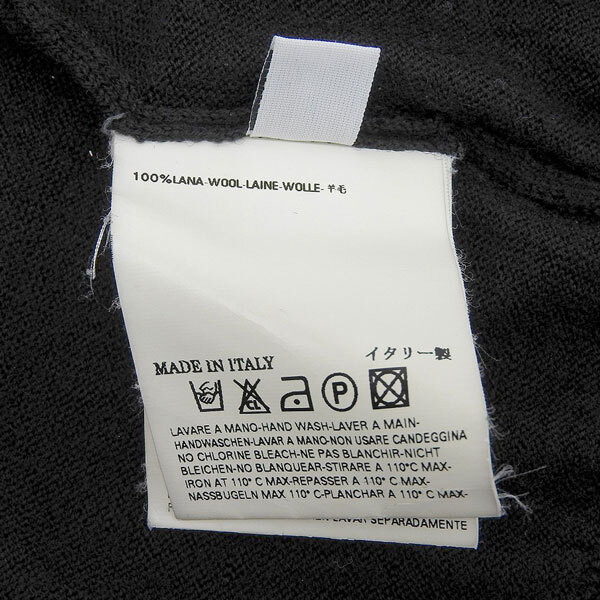 100%LANA-WOOL-LAINE-WOLLE-羊毛
MADE IN ITALY イタリー製
CL P
LAVARE A MANO-HAND WASH-LAVER A MAIN-
HANDWASCHEN-LAVAR A MANO-NON USARE CANDEGGINA
NO CHLORINE BLEACH-NE PAS BLANCHIR-NICHT
BLEICHEN-NO BLANQUEAR-STIRARE A 110°C MAX-
IRON AT 110°C MAX-REPASSER A 110°C MAX-
NASSBUGELN MAX 110°C-PLANCHAR A 110°C MAX-
LAVAR SEPARADAMENTE